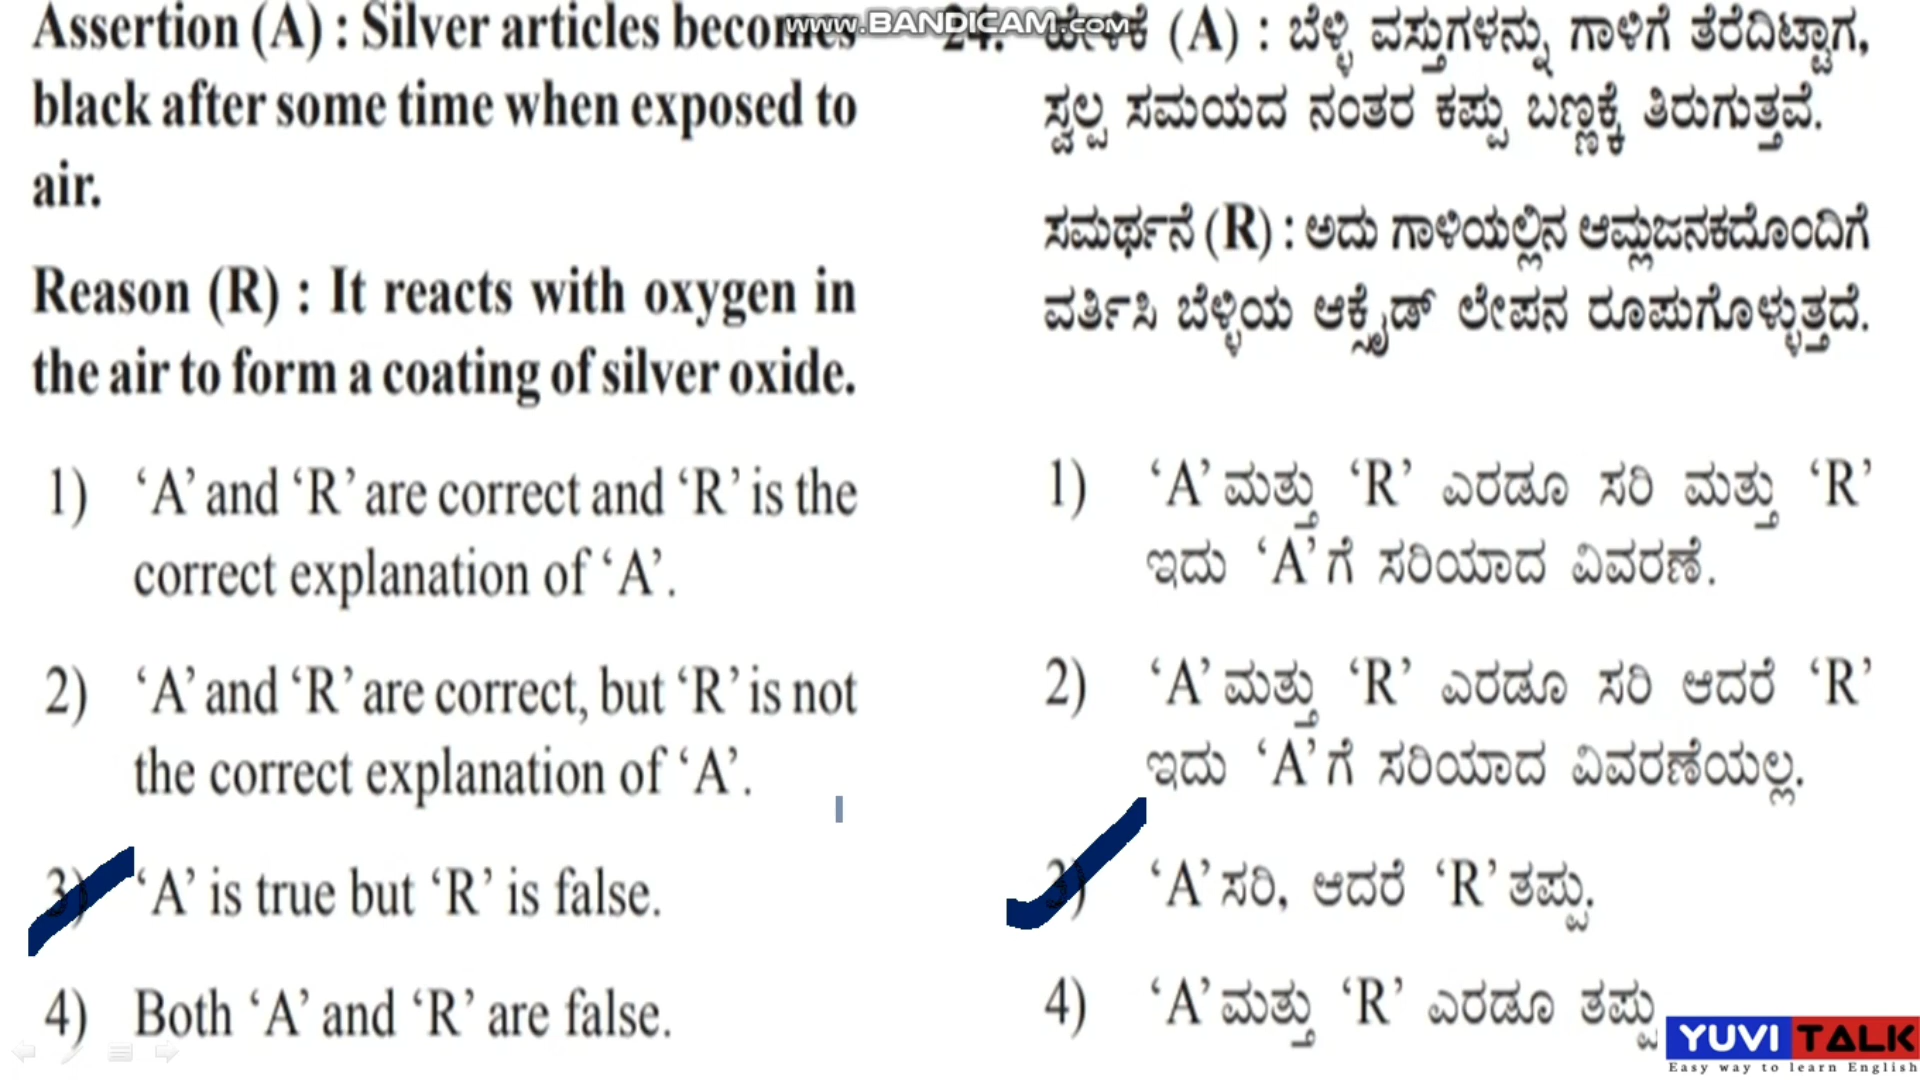 www.BANDICAM.com
Assertion (A) : Silver articles becomes
black after some time when exposed to
air.
Reason (R) : It reacts with oxygen in
the air to form a coating of silver oxide.
1) ‘A’ and ‘R’ are correct and ‘R’ is the
correct explanation of ‘A’.
2) ‘A’ and ‘R’ are correct, but ‘R’ is not
the correct explanation of ‘A’.
3) ‘A’ is true but ‘R’ is false.
4) Both ‘A’ and ‘R’ are false.
24. ಹೇಳಿಕೆ (A) : ಬೆಳ್ಳಿ ವಸ್ತುಗಳನ್ನು ಗಾಳಿಗೆ ತೆರೆದಿಟ್ಟಾಗ,
ಸ್ವಲ್ಪ ಸಮಯದ ನಂತರ ಕಪ್ಪು ಬಣ್ಣಕ್ಕೆ ತಿರುಗುತ್ತವೆ.
ಸಮರ್ಥನೆ (R) : ಅದು ಗಾಳಿಯಲ್ಲಿನ ಆಮ್ಲಜನಕದೊಂದಿಗೆ
ವರ್ತಿಸಿ ಬೆಳ್ಳಿಯ ಆಕ್ಸೈಡ್ ಲೇಪನ ರೂಪುಗೊಳ್ಳುತ್ತದೆ.
1) ‘A’ ಮತ್ತು ‘R’ ಎರಡೂ ಸರಿ ಮತ್ತು ‘R’
ಇದು ‘A’ ಗೆ ಸರಿಯಾದ ವಿವರಣೆ.
2) ‘A’ ಮತ್ತು ‘R’ ಎರಡೂ ಸರಿ ಆದರೆ ‘R’
ಇದು ‘A’ ಗೆ ಸರಿಯಾದ ವಿವರಣೆಯಲ್ಲ.
3) ‘A’ ಸರಿ, ಆದರೆ ‘R’ ತಪ್ಪು.
4) ‘A’ ಮತ್ತು ‘R’ ಎರಡೂ ತಪ್ಪು
YUVI TALK
Easy way to learn English